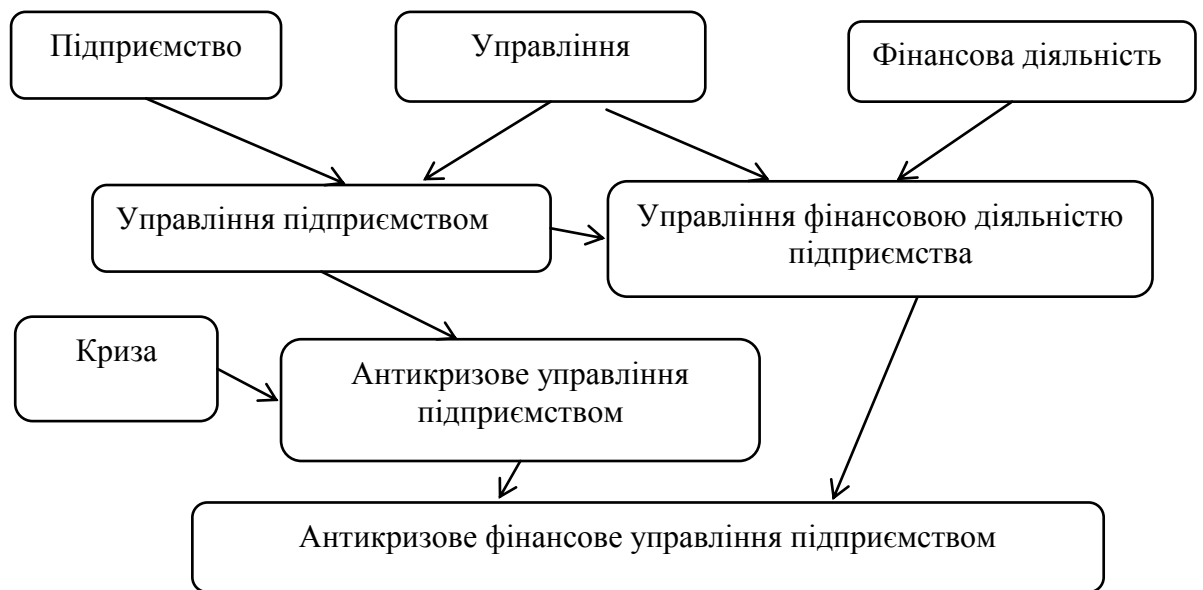 Підприємство
Управління
Фінансова діяльність
Управління підприємством
Управління фінансовою діяльністю
підприємства
Криза
Антикризове управління
підприємством
Антикризове фінансове управління підприємством